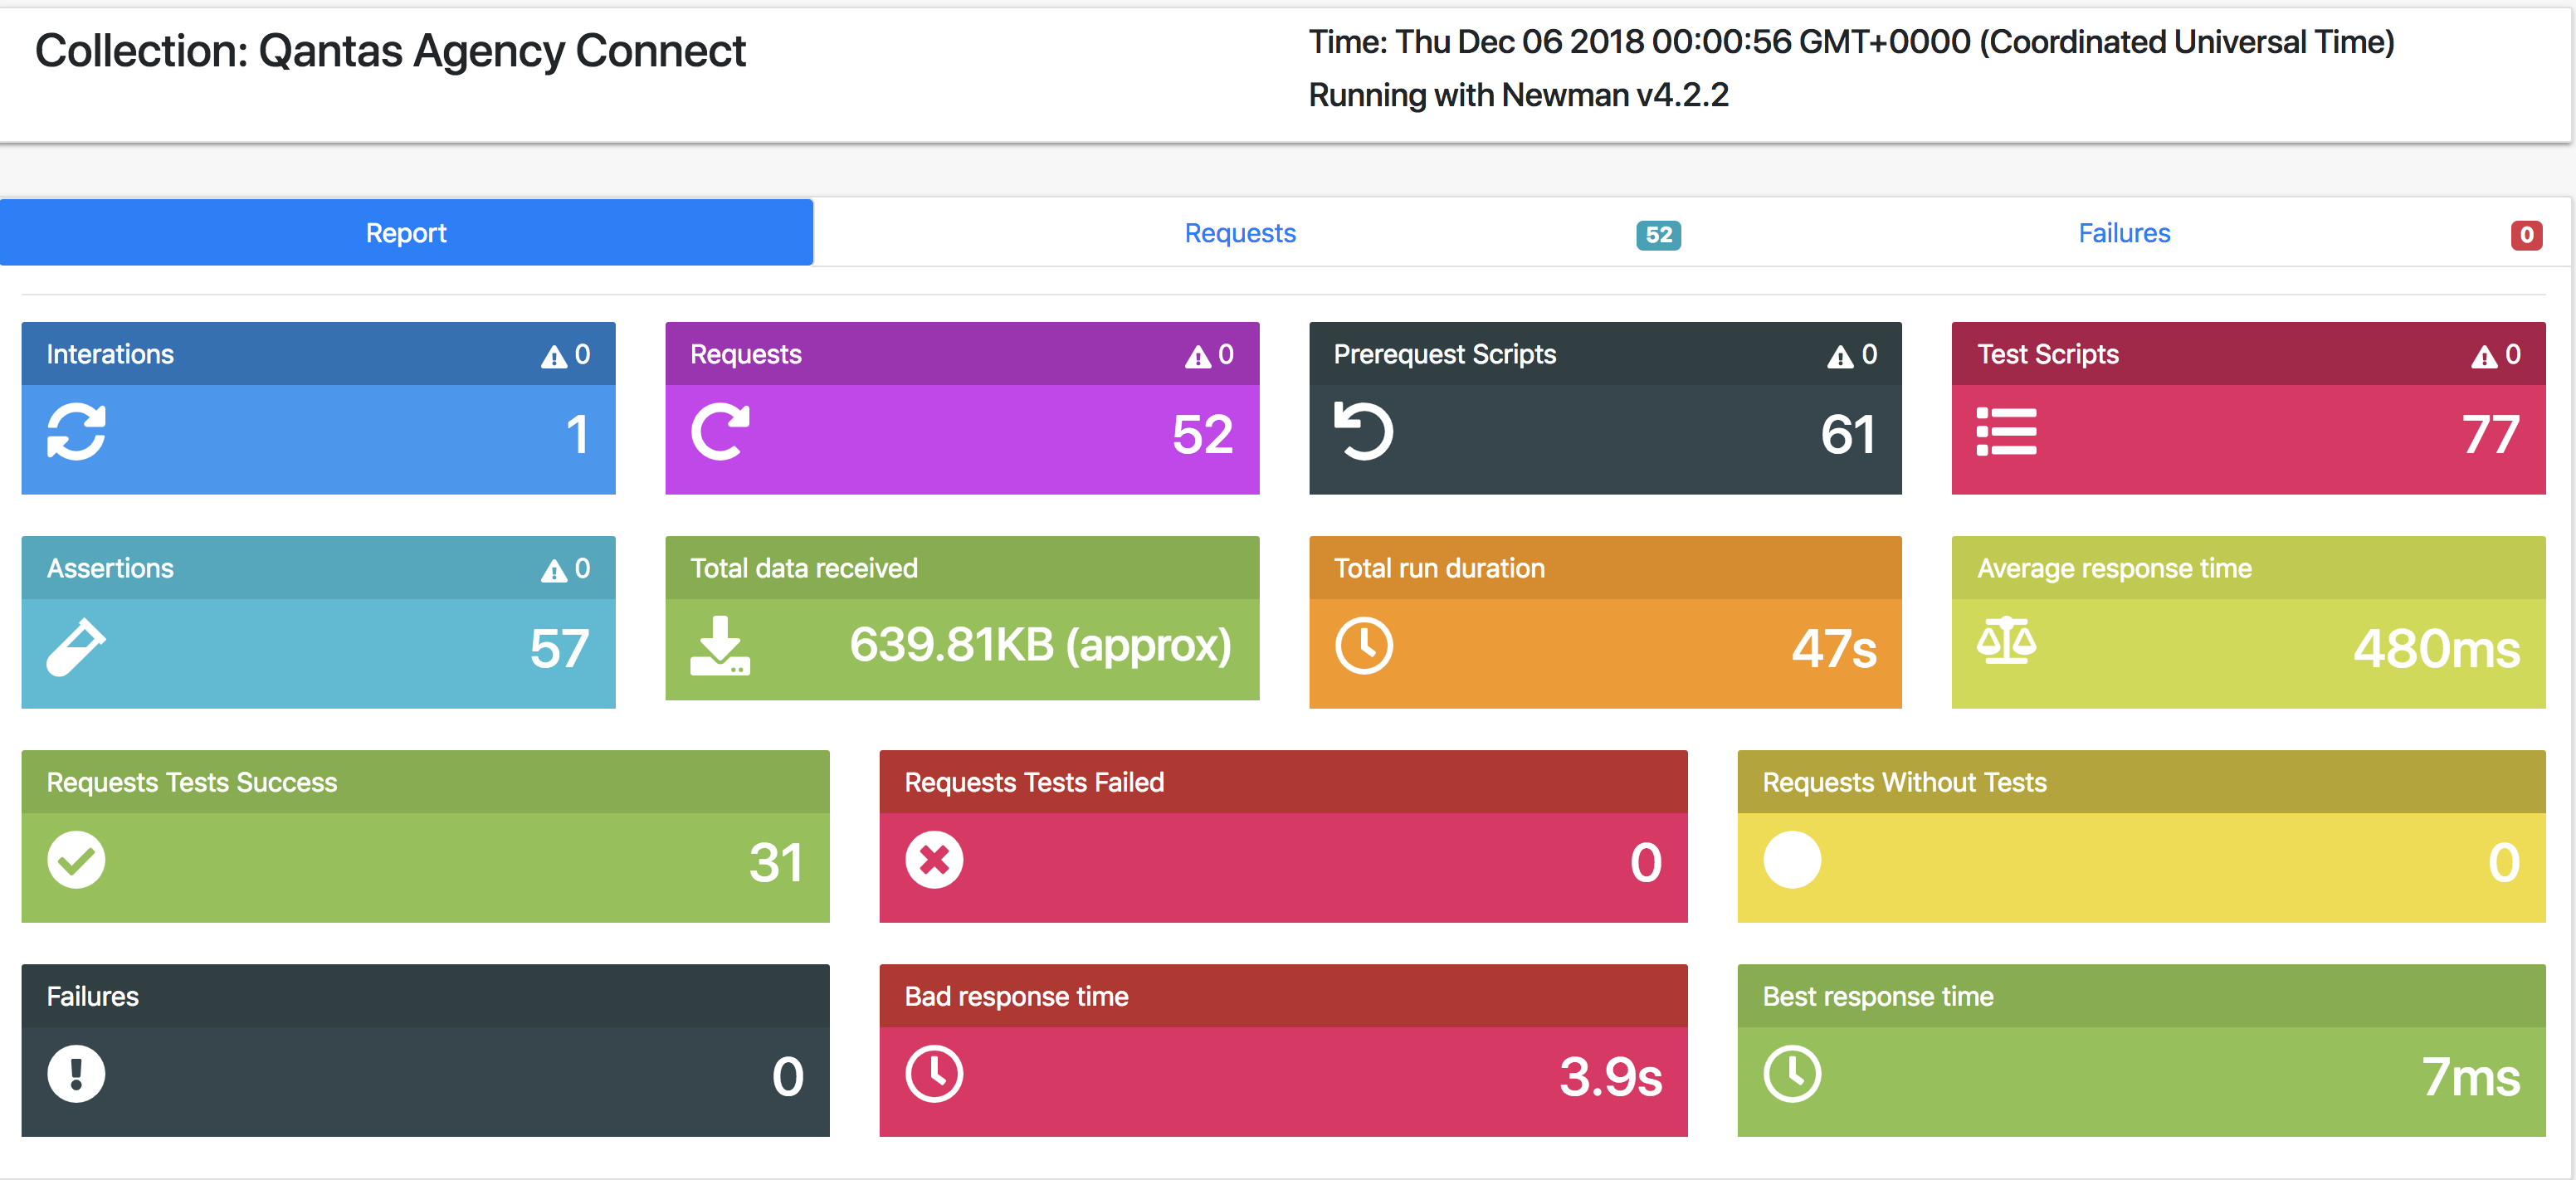 Collection: Qantas Agency Connect
Time: Thu Dec 06 2018 00:00:56 GMT+0000 (Coordinated Universal Time)
Running with Newman v4.2.2
Report
Requests 52
Failures 0
Interations 0
1
Requests 0
52
Prerequest Scripts 0
61
Test Scripts 0
77
Assertions 0
57
Total data received
639.81KB (approx)
Total run duration
47s
Average response time
480ms
Requests Tests Success
31
Requests Tests Failed
0
Requests Without Tests
0
Failures
0
Bad response time
3.9s
Best response time
7ms